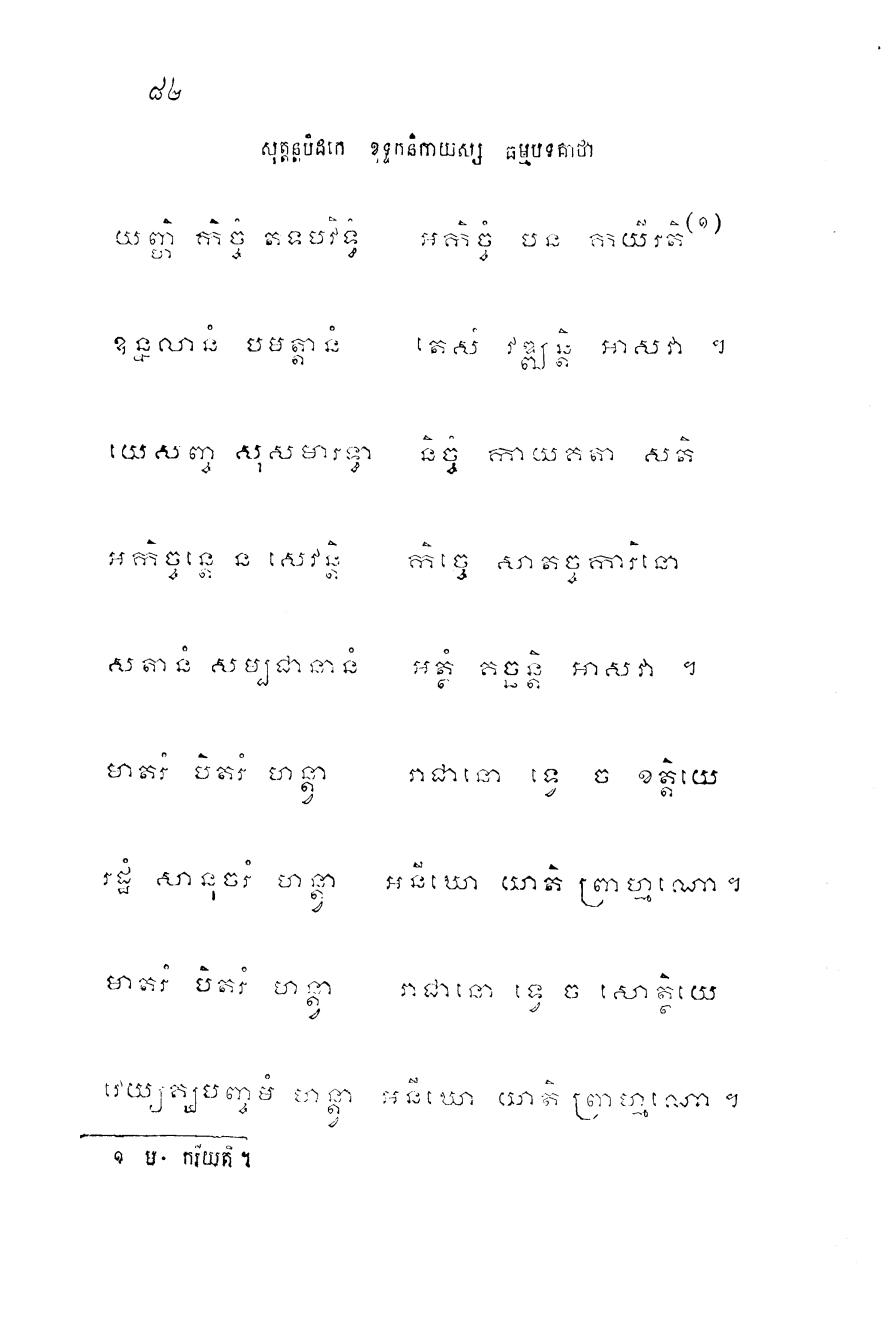 ៨៤
សុត្តន្តបិដកេ ខុទ្ទកនិកាយស្ស ធម្មបទគាថា
យញ្ហិ កិច្ចំ តទបវិទ្ធំ អកិច្ចំ បន កយីរតិ(១)
ឧន្នលានំ បមត្តានំ តេសំ វឌ្ឍន្តិ អាសវា ។
យេសញ្ច សុសមារទ្ធា និច្ចំ កាយគតា សតិ
អកិច្ចន្តេ ន សេវន្តិ កិច្ចេ សាតច្ចការិនោ
សតានំ សម្បជានានំ អត្ថំ គច្ឆន្តិ អាសវា ។
មាតរំ បិតរំ ហន្ត្វា រាជានោ ទ្វេ ច ខត្តិយេ
រដ្ឋំ សានុចរំ ហន្ត្វា អនីឃោ យាតិ ព្រាហ្មណោ។
មាតរំ បិតរំ ហន្ត្វា រាជានោ ទ្វេ ច សោត្ថិយេ
វេយ្យគ្ឃបញ្ចមំ ហន្ត្វា អនីឃោ យាតិ ព្រាហ្មណោ ។
១ ម. ករីយតិ ។